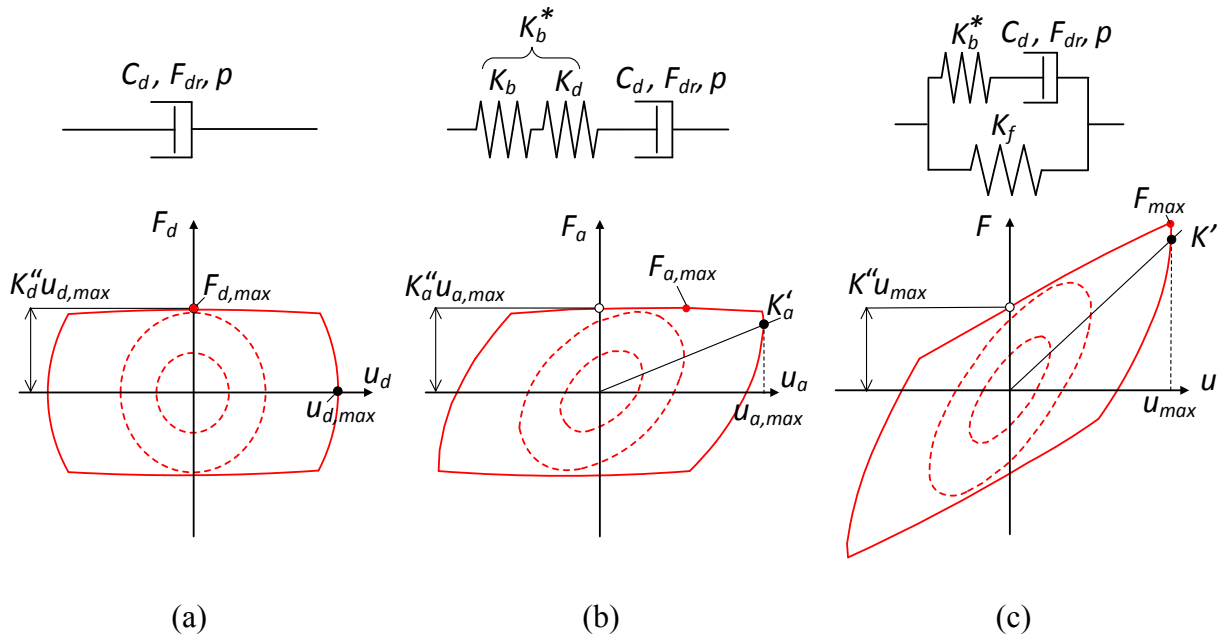 C_d, F_dr, p
F_d
K_d“u_d,max
F_d,max
u_d
u_d,max
(a)
K_b*
K_b K_d C_d, F_dr, p
F_a
K_a“u_a,max
F_a,max
K_a‘
u_a
u_a,max
(b)
K_b* C_d, F_dr, p
K_f
F
F_max
K'
K“u_max
u
u_max
(c)